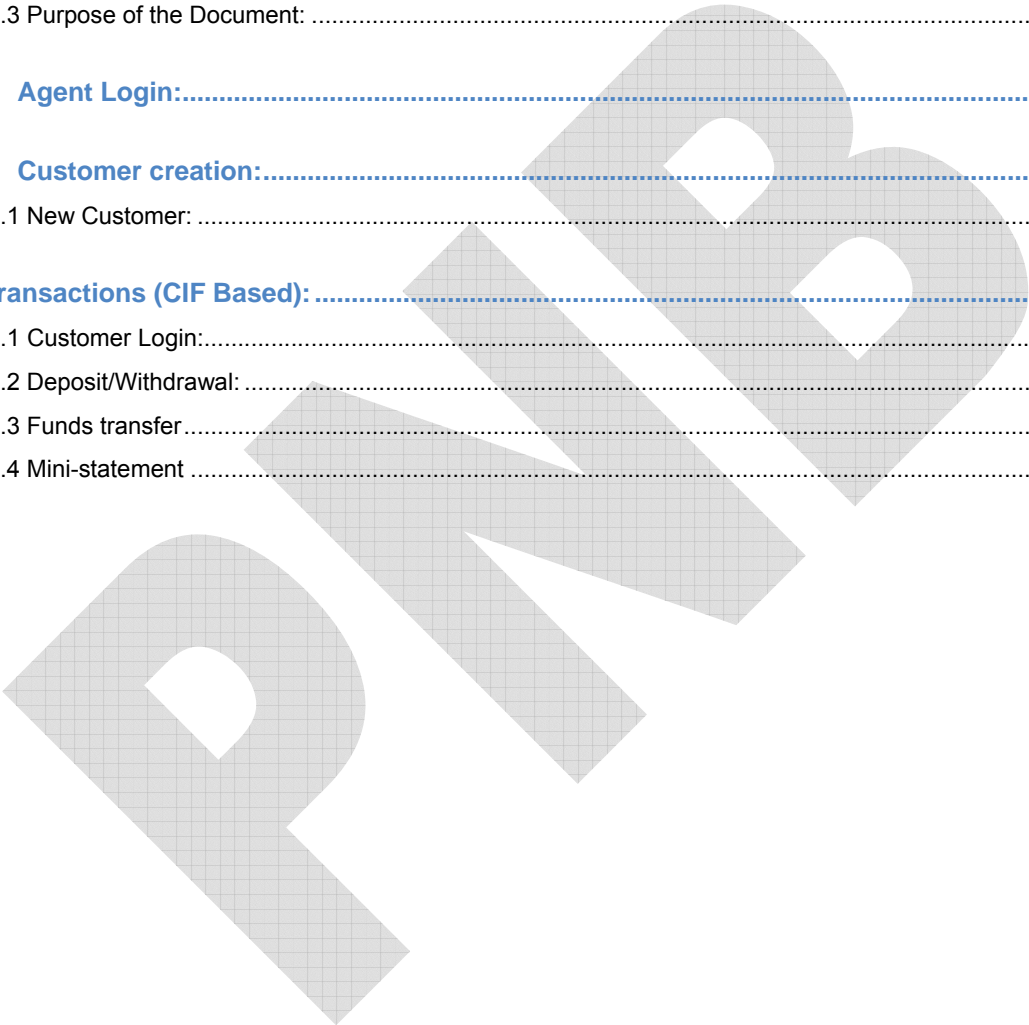 .3 Purpose of the Document: ........................................................................................................
Agent Login:........................................................................................................
Customer creation:........................................................................................................
.1 New Customer: ........................................................................................................
ransactions (CIF Based): ........................................................................................................
.1 Customer Login:........................................................................................................
.2 Deposit/Withdrawal: ........................................................................................................
.3 Funds transfer........................................................................................................
.4 Mini-statement ........................................................................................................
PNB